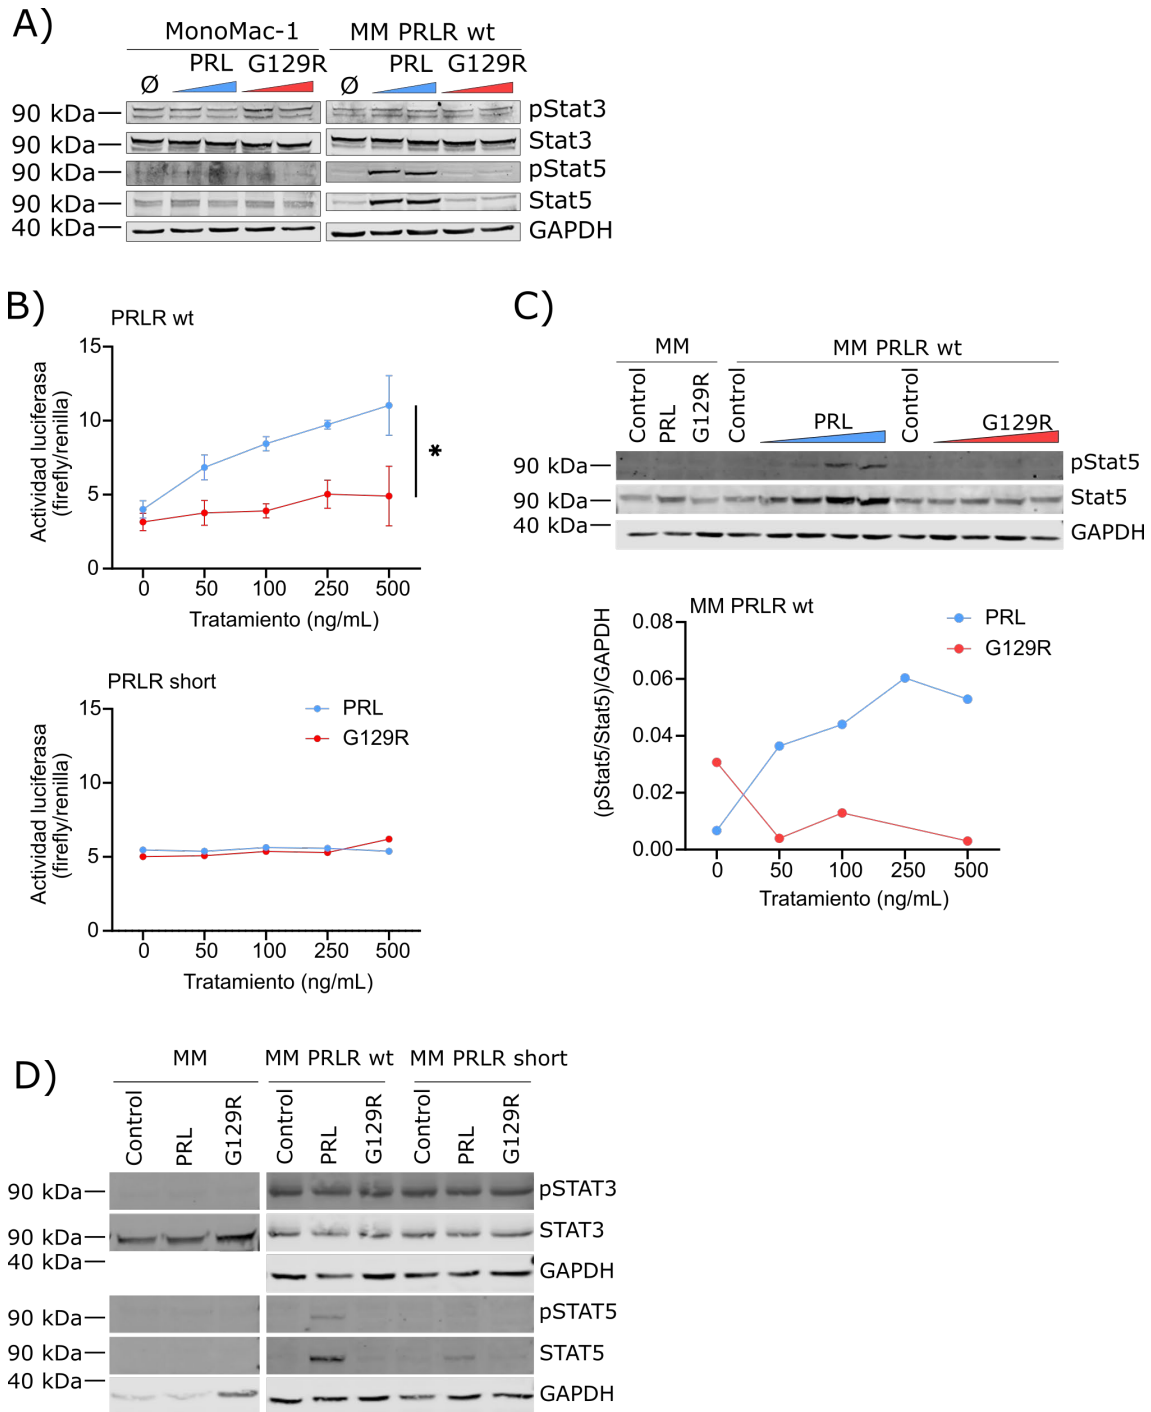 A)
MonoMac-1 MM PRLR wt
Ø PRL G129R Ø PRL G129R
90 kDa pStat3
90 kDa Stat3
90 kDa pStat5
90 kDa Stat5
40 kDa GAPDH
B)
PRLR wt
Actividad luciferasa
(firefly/renilla)
15
10
5
0
*
0 50 100 250 500
Tratamiento (ng/mL)
PRLR short
Actividad luciferasa
(firefly/renilla)
15
10
5
0
PRL
G129R
0 50 100 250 500
Tratamiento (ng/mL)
C)
MM MM PRLR wt
Control PRL G129R Control PRL Control G129R
90 kDa pStat5
90 kDa Stat5
40 kDa GAPDH
MM PRLR wt
(pStat5/Stat5)/GAPDH
0.08
0.06
0.04
0.02
0.00
PRL
G129R
0 50 100 250 500
Tratamiento (ng/mL)
D)
MM MM PRLR wt MM PRLR short
Control PRL G129R Control PRL G129R Control PRL G129R
90 kDa pSTAT3
90 kDa STAT3
40 kDa GAPDH
90 kDa pSTAT5
90 kDa STAT5
40 kDa GAPDH